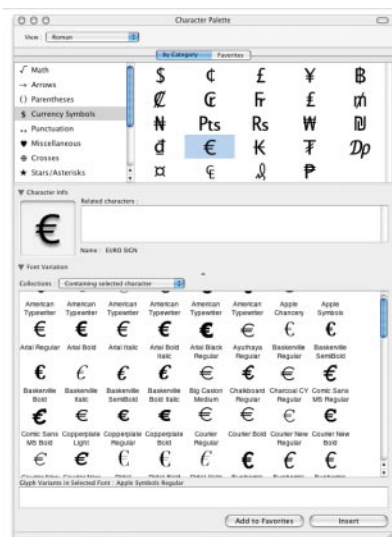 Character Palette
View : Roman
By Category Favorites
√ Math
→ Arrows
() Parentheses
$ Currency Symbols
Punctuation
♥ Miscellaneous
Crosses
★ Stars/Asterisks
$ ¢ £ ¥ ฿
₡ ₢ ₣ ₤ ₥
₦ Pts Rs ₩ ₪
₫ € ₭ ₮ ₯
¤ ₠ ₰ ₱
▼ Character Info
Related characters :
€
Name : EURO SIGN
▼ Font Variation
Collections : Containing selected character
American Typewriter American Typewriter American Typewriter American Typewriter American Typewriter Apple Chancery Apple Symbols
€ € € € € € €
Arial Regular Arial Bold Arial Italic Arial Bold Italic Arial Black Regular Ayuthaya Regular Baskerville Regular Baskerville SemiBold
€ € € € € € € €
Baskerville Bold Baskerville Italic Baskerville SemiBold Baskerville Bold Italic Big Caslon Medium Chalkboard Regular Charcoal CY Regular Comic Sans MS Regular
€ € € € € € € €
Comic Sans MS Bold Copperplate Light Copperplate Regular Copperplate Bold Courier Regular Courier Bold Courier New Regular Courier New Bold
€ € € € € € € €
Glyph Variants in Selected Font : Apple Symbols Regular
Add to Favorites Insert